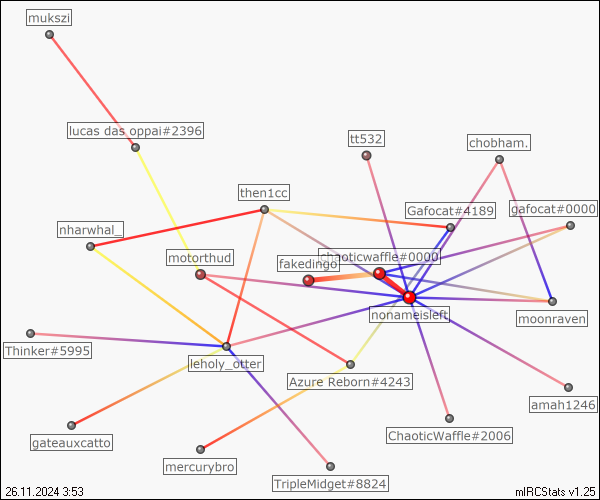 mukszi
lucas das oppai#2396
tt532
chobham.
then1cc
Gafocat#4189
gafocat#0000
nharwhal_
motorthud
chaoticwaffle#0000
fakedingo
nonameisleft
moonraven
Thinker#5995
leholy_otter
Azure Reborn#4243
amah1246
gateauxcatto
ChaoticWaffle#2006
mercurybro
TripleMidget#8824
26.11.2024 3:53
mIRCStats v1.25